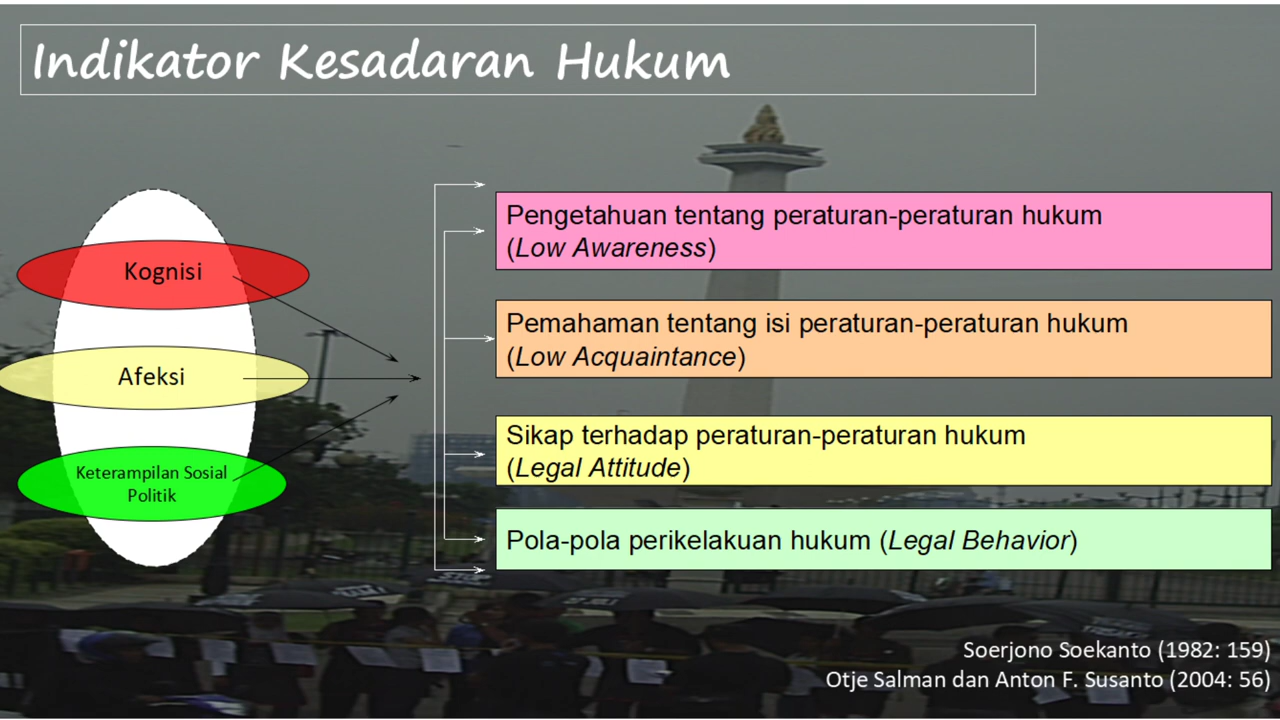 Indikator Kesadaran Hukum
Kognisi
Afeksi
Keterampilan Sosial
Politik
Pengetahuan tentang peraturan-peraturan hukum
(Low Awareness)
Pemahaman tentang isi peraturan-peraturan hukum
(Low Acquaintance)
Sikap terhadap peraturan-peraturan hukum
(Legal Attitude)
Pola-pola perikelakuan hukum (Legal Behavior)
Soerjono Soekanto (1982: 159)
Otje Salman dan Anton F. Susanto (2004: 56)